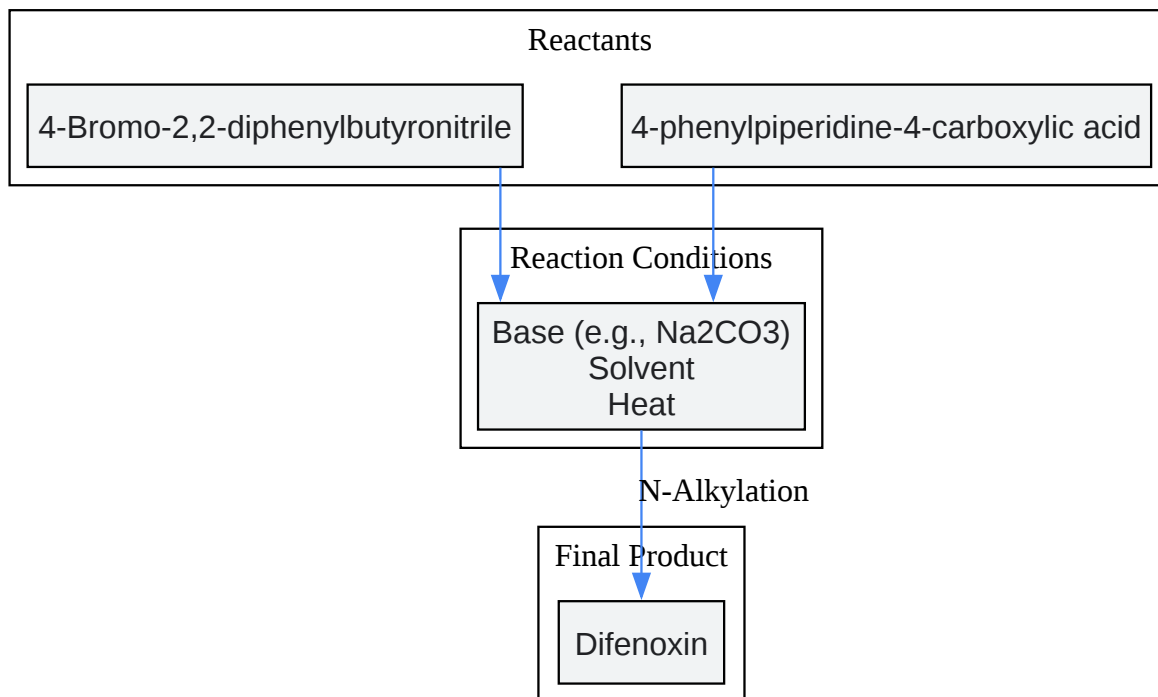 Reactants
4-Bromo-2,2-diphenylbutyronitrile
4-phenylpiperidine-4-carboxylic acid
Reaction Conditions
Base (e.g., Na2CO3)
Solvent
Heat
N-Alkylation
Final Product
Difenoxin